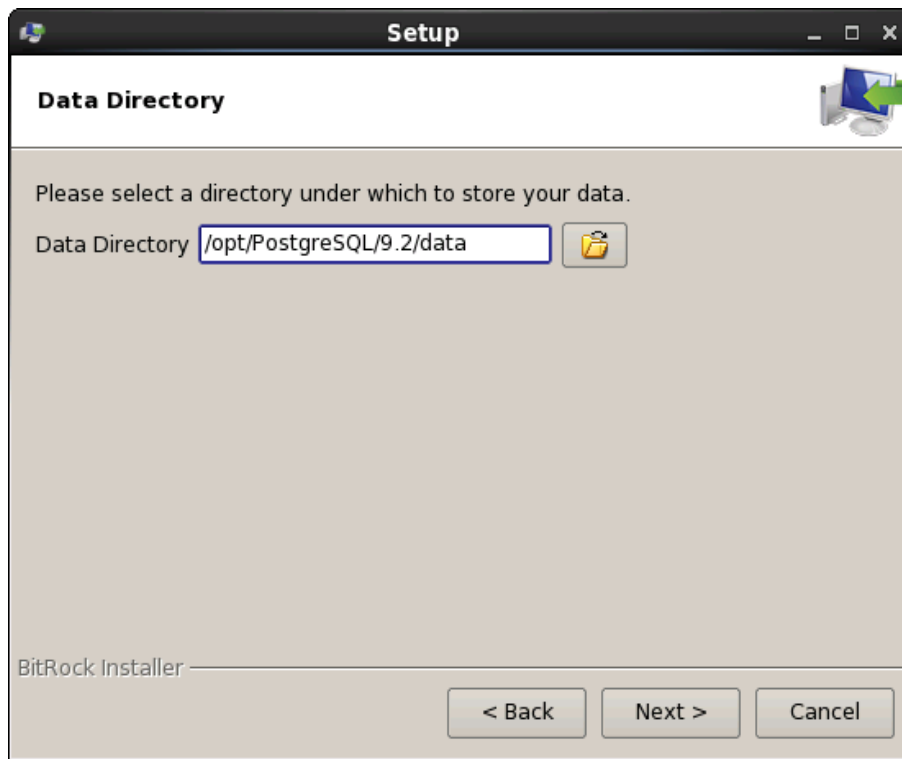 Setup
Data Directory
Please select a directory under which to store your data.
Data Directory /opt/PostgreSQL/9.2/data
BitRock Installer
< Back Next > Cancel